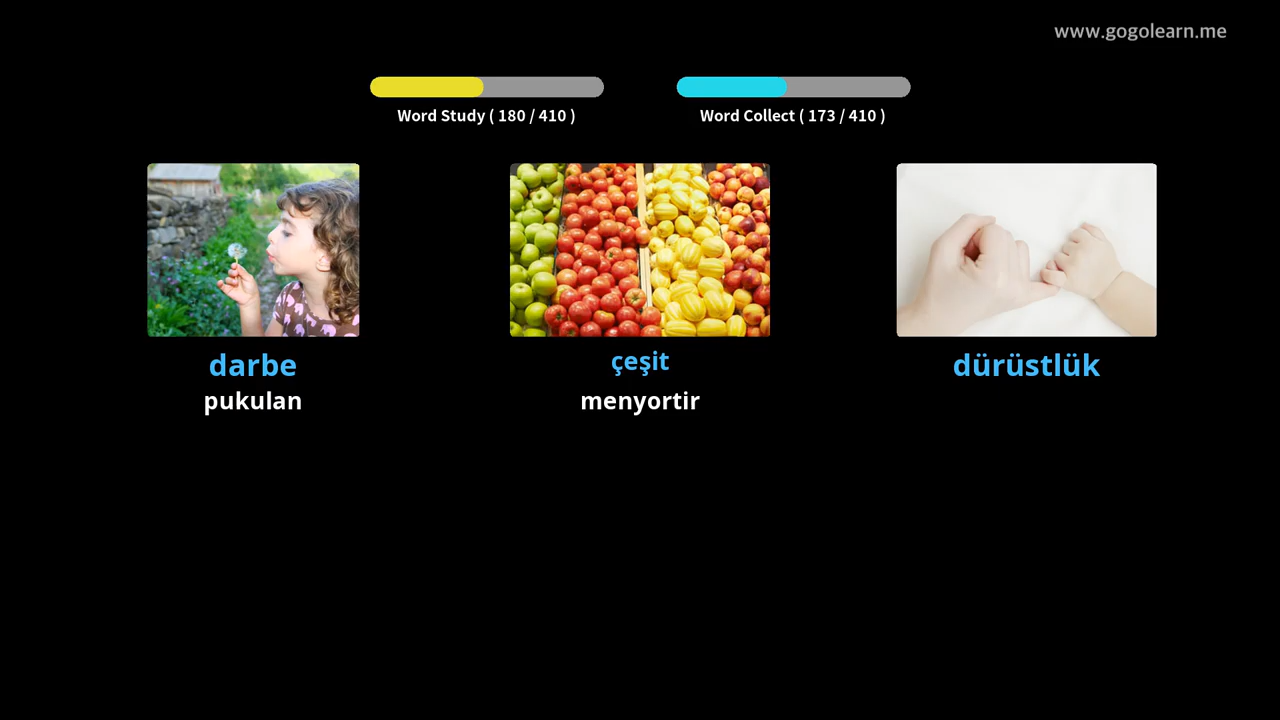 www.gogolearn.me
Word Study ( 180 / 410 )
Word Collect ( 173 / 410 )
darbe
pukulan
çeşit
menyortir
dürüstlük